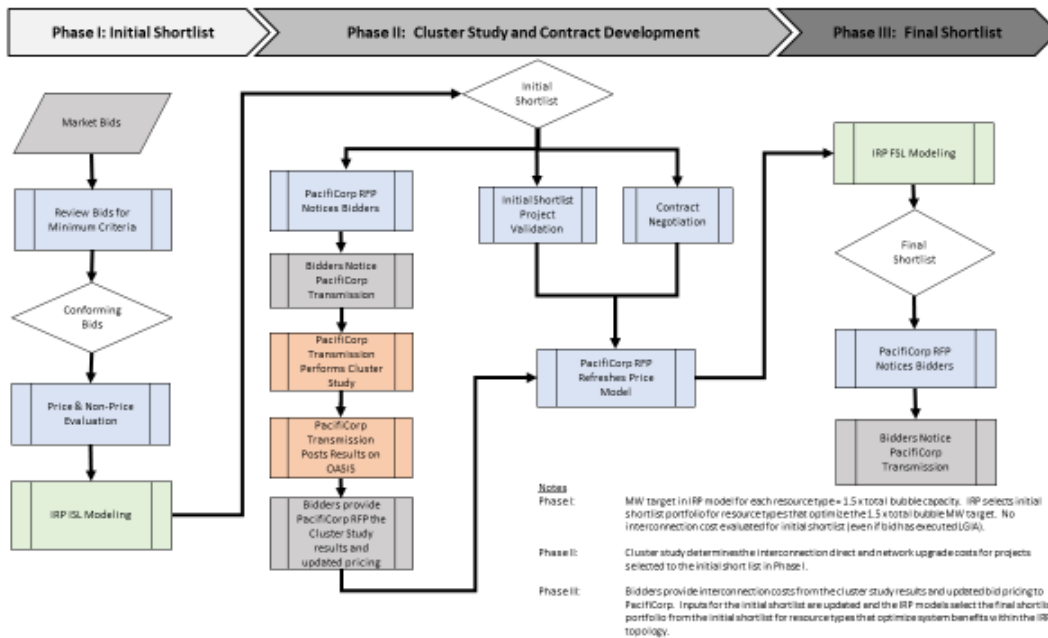 Phase I: Initial Shortlist
Phase II: Cluster Study and Contract Development
Phase III: Final Shortlist
Market Bids
Review Bids for
Minimum Criteria
Conforming
Bids
Price & Non-Price
Evaluation
IRP ISL Modeling
Initial
Shortlist
PacifiCorp RFP
Notices Bidders
Bidders Notice
PacifiCorp
Transmission
PacifiCorp
Transmission
Performs Cluster
Study
PacifiCorp
Transmission
Posts Results on
OASIS
Bidders provide
PacifiCorp RFP the
Cluster Study
results and
updated pricing
Initial Shortlist
Project
Validation
Contract
Negotiation
PacifiCorp RFP
Refreshes Price
Model
IRP FSL Modeling
Final
Shortlist
PacifiCorp RFP
Notices Bidders
Bidders Notice
PacifiCorp
Transmission
Notes
Phase I: MW target in IRP model for each resource type = 1.5 x total bubble capacity. IRP selects initial
shortlist portfolio for resource types that optimize the 1.5 x total bubble MW target. No
interconnection cost evaluated for initial shortlist (even if bid has executed LGIA).
Phase II: Cluster study determines the interconnection direct and network upgrade costs for projects
selected to the initial short list in Phase I.
Phase III: Bidders provide interconnection costs from the cluster study results and updated bid pricing to
PacifiCorp. Inputs for the initial shortlist are updated and the IRP models select the final shortlis
portfolio from the initial shortlist for resource types that optimize system benefits within the IRP
topology.